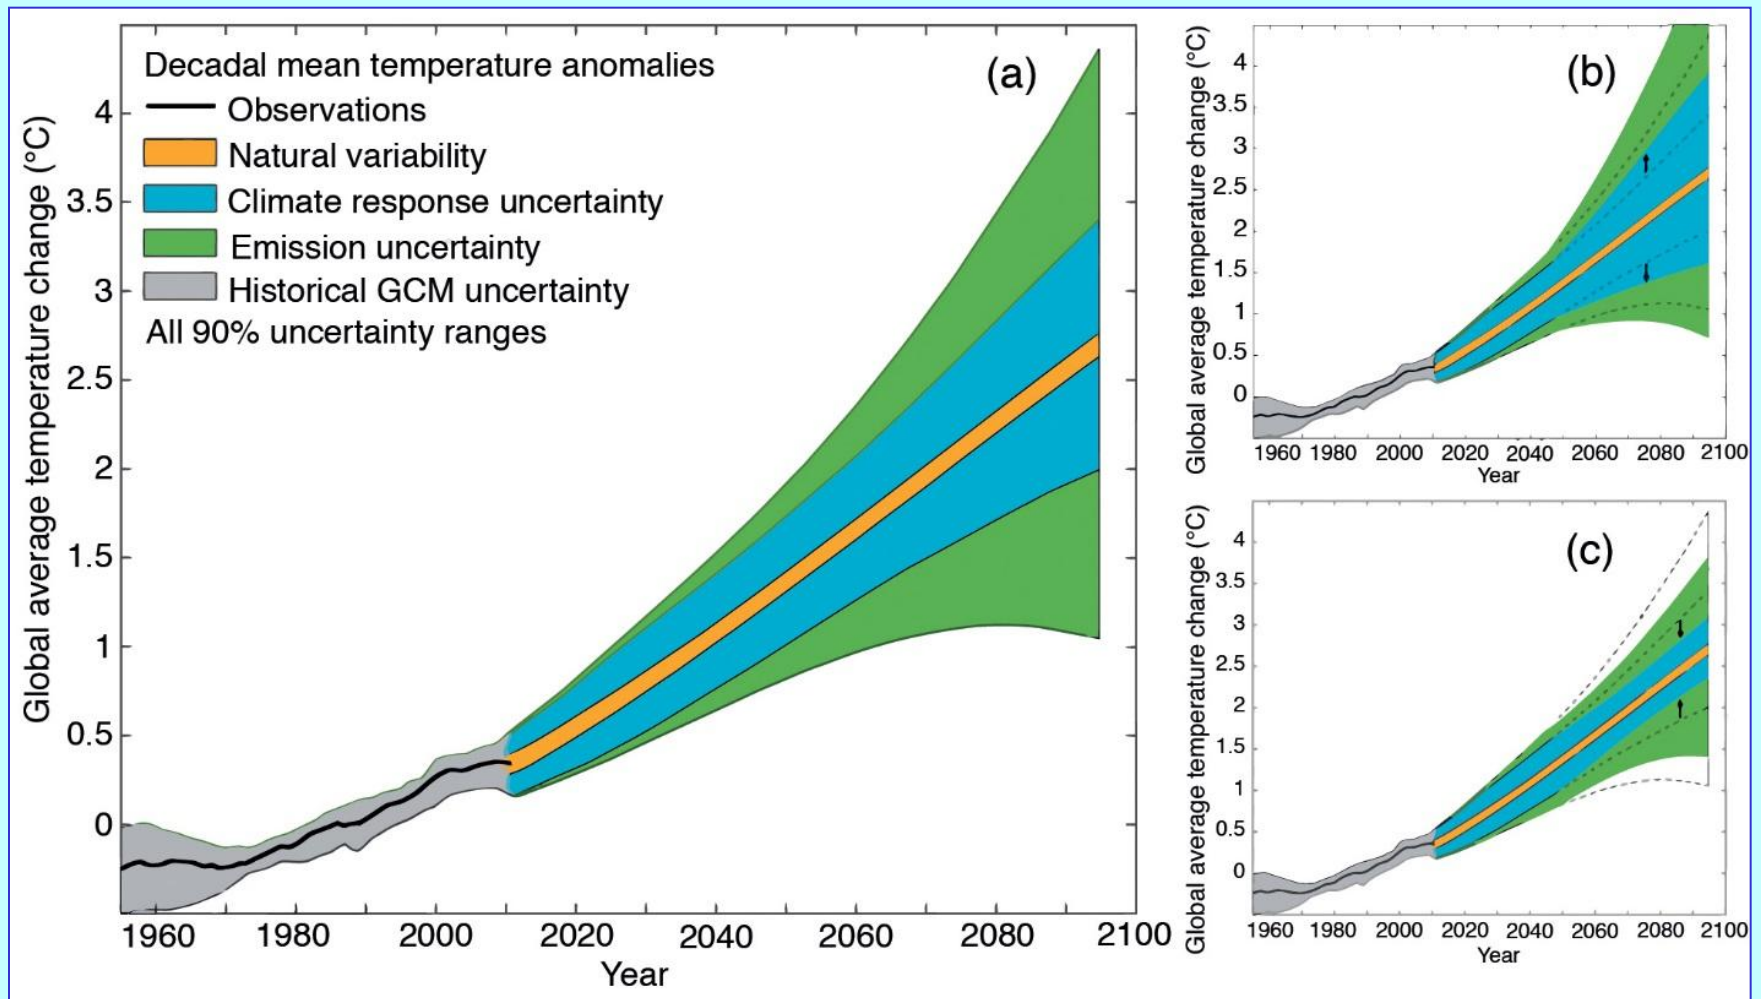 Decadal mean temperature anomalies
Observations
Natural variability
Climate response uncertainty
Emission uncertainty
Historical GCM uncertainty
All 90% uncertainty ranges
(a)
Global average temperature change (°C)
4
3.5
3
2.5
2
1.5
1
0.5
0
1960 1980 2000 2020 2040 2060 2080 2100
Year
(b)
Global average temperature change (°C)
4
3.5
3
2.5
2
1.5
1
0.5
0
1960 1980 2000 2020 2040 2060 2080 2100
Year
(c)
Global average temperature change (°C)
4
3.5
3
2.5
2
1.5
1
0.5
0
1960 1980 2000 2020 2040 2060 2080 2100
Year